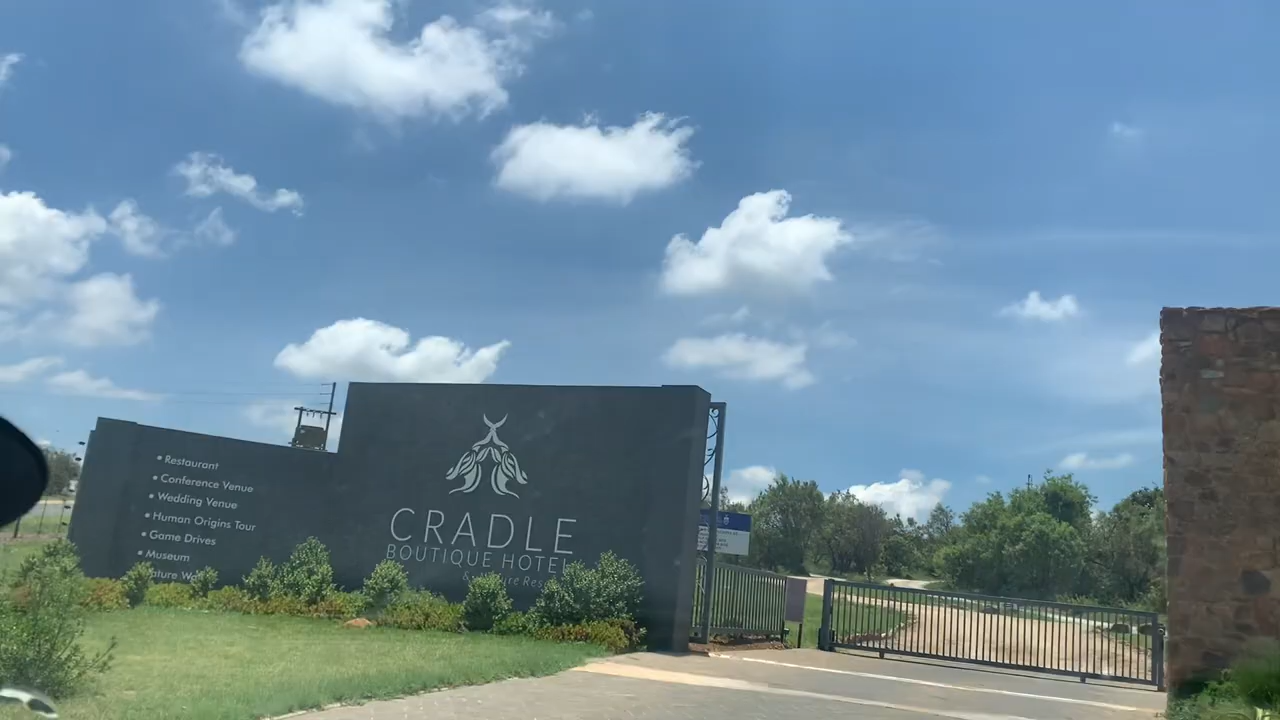 • Restaurant
• Conference Venue
• Wedding Venue
• Human Origins Tour
• Game Drives
• Museum
CRADLE
BOUTIQUE HOTEL